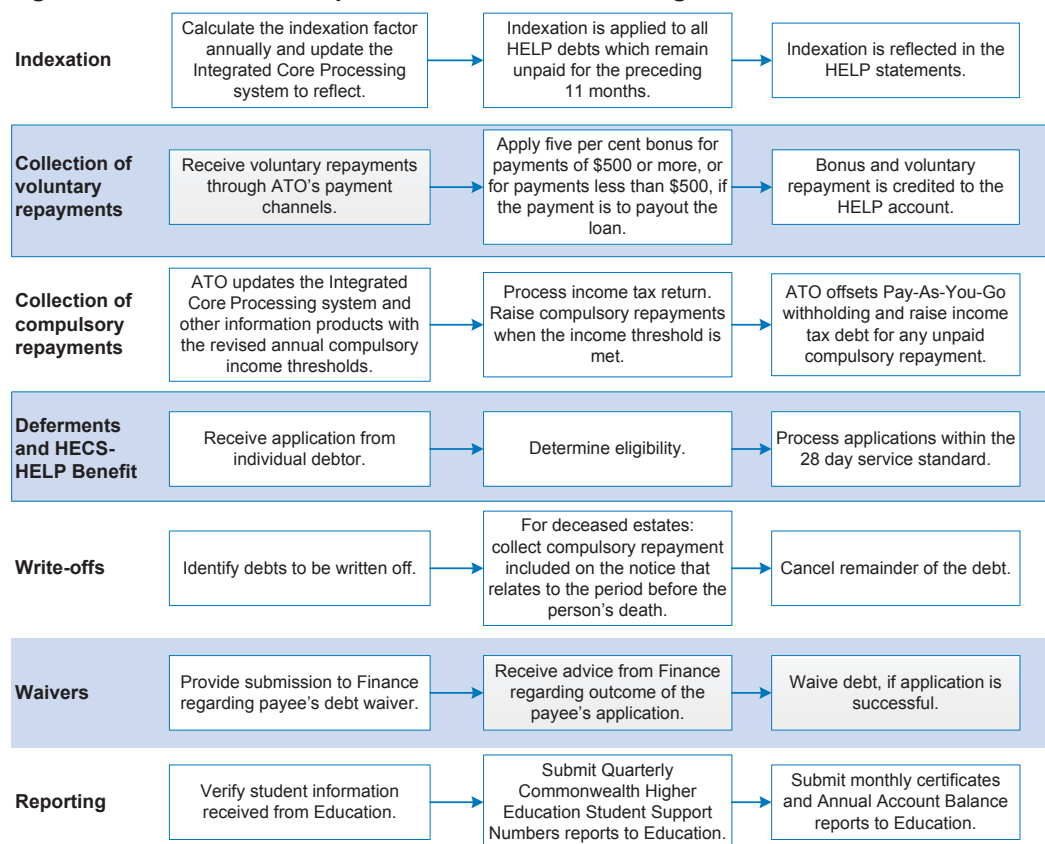 Indexation
Calculate the indexation factor
annually and update the
Integrated Core Processing
system to reflect.
Indexation is applied to all
HELP debts which remain
unpaid for the preceding
11 months.
Indexation is reflected in the
HELP statements.
Collection of
voluntary
repayments
Receive voluntary repayments
through ATO’s payment
channels.
Apply five per cent bonus for
payments of $500 or more, or
for payments less than $500, if
the payment is to payout the
loan.
Bonus and voluntary
repayment is credited to the
HELP account.
Collection of
compulsory
repayments
ATO updates the Integrated
Core Processing system and
other information products with
the revised annual compulsory
income thresholds.
Process income tax return.
Raise compulsory repayments
when the income threshold is
met.
ATO offsets Pay-As-You-Go
withholding and raise income
tax debt for any unpaid
compulsory repayment.
Deferments
and HECS-
HELP Benefit
Receive application from
individual debtor.
Determine eligibility.
Process applications within the
28 day service standard.
Write-offs
Identify debts to be written off.
For deceased estates:
collect compulsory repayment
included on the notice that
relates to the period before the
person’s death.
Cancel remainder of the debt.
Waivers
Provide submission to Finance
regarding payee’s debt waiver.
Receive advice from Finance
regarding outcome of the
payee’s application.
Waive debt, if application is
successful.
Reporting
Verify student information
received from Education.
Submit Quarterly
Commonwealth Higher
Education Student Support
Numbers reports to Education.
Submit monthly certificates
and Annual Account Balance
reports to Education.